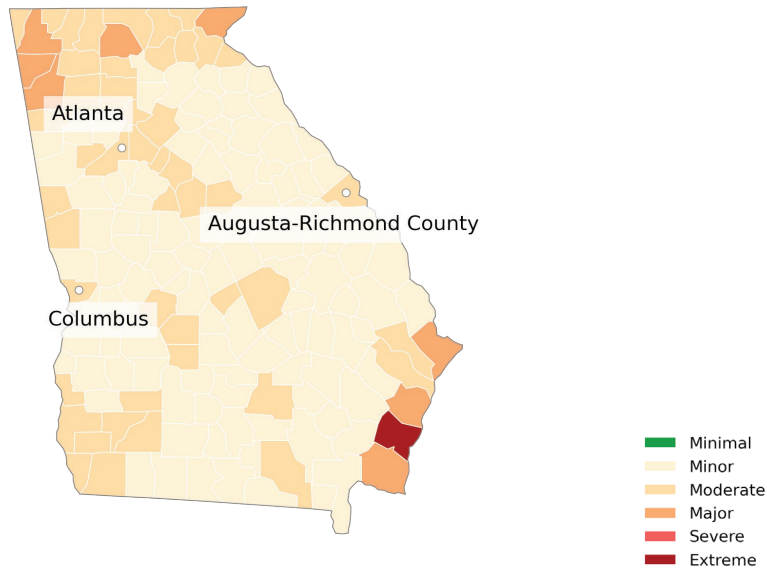 Atlanta
Augusta-Richmond County
Columbus
Minimal
Minor
Moderate
Major
Severe
Extreme